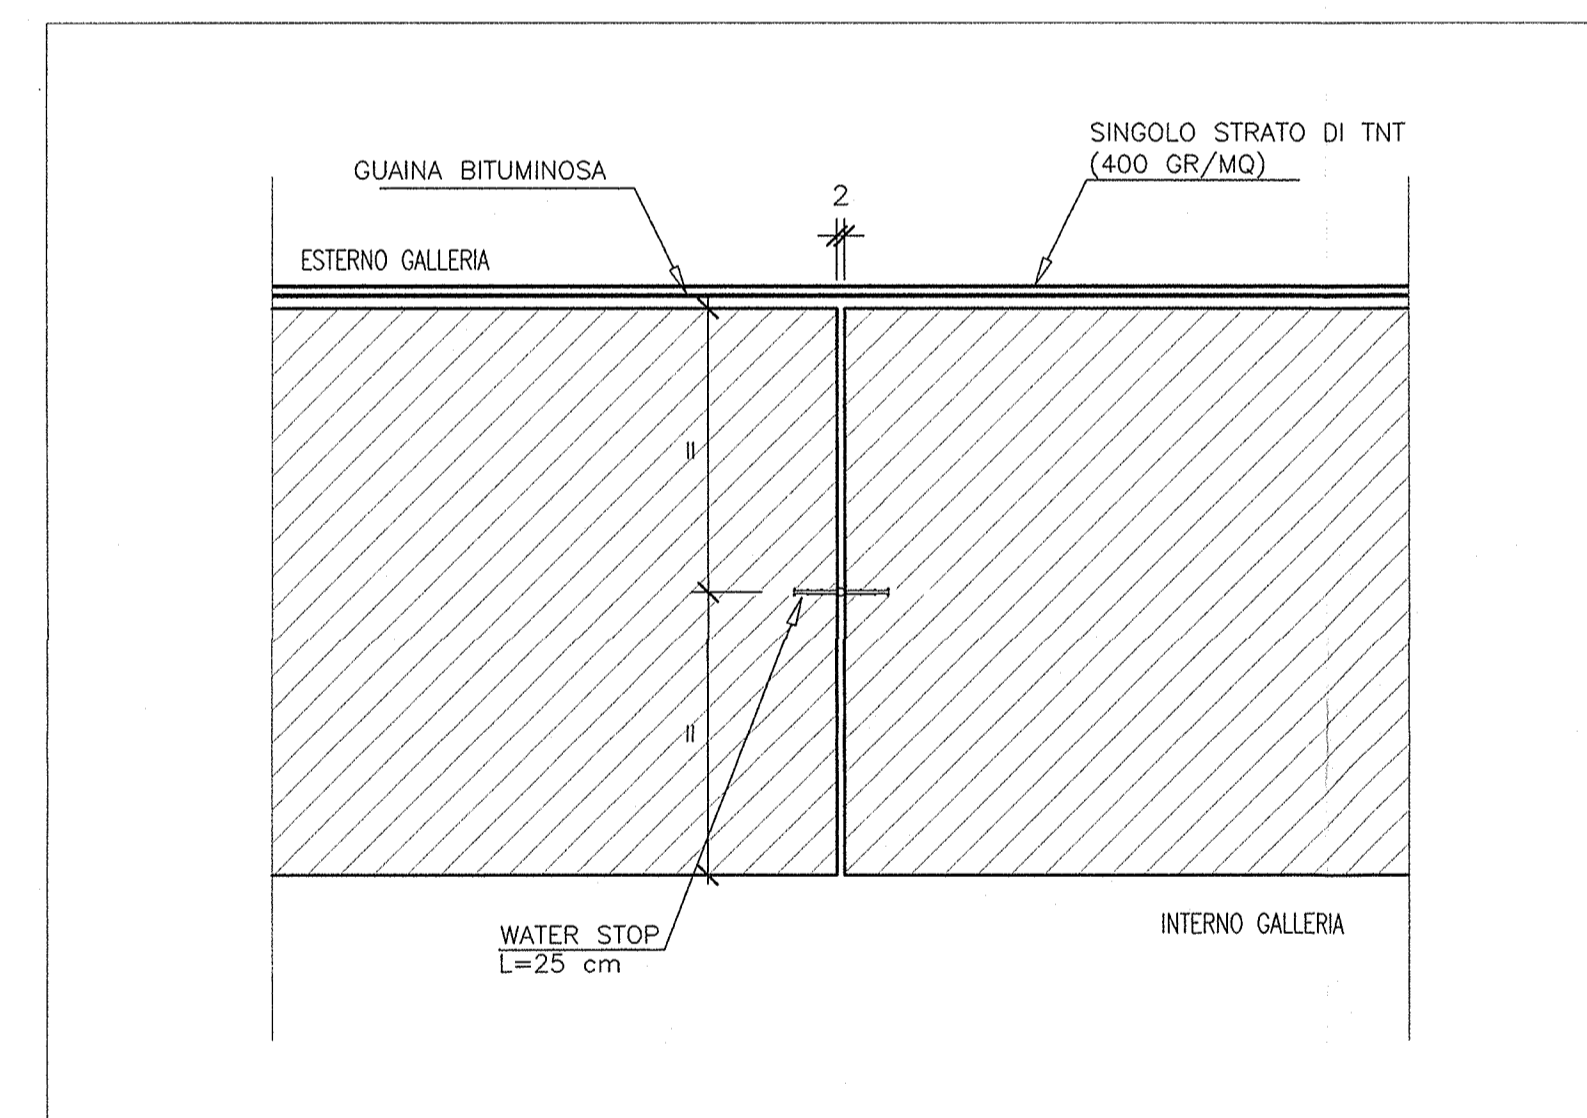 SINGOLO STRATO DI TNT
(400 GR/MQ)
GUAINA BITUMINOSA
2
ESTERNO GALLERIA
=
=
INTERNO GALLERIA
WATER STOP
L=25 cm